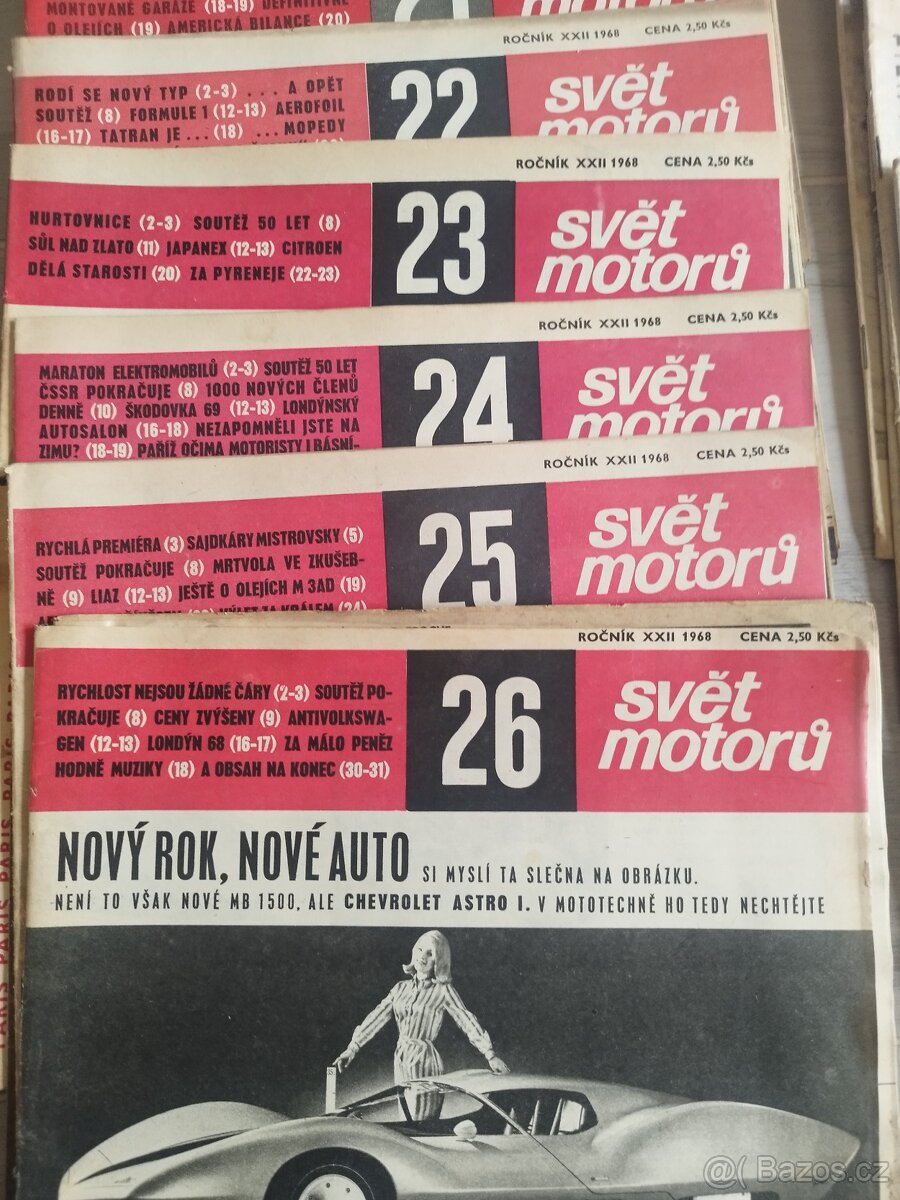 MONTOVANÉ GARÁŽE (18-19) DEFINITIVNĚ
O OLEJÍCH (19) AMERICKÁ BILANCE (20)
motorů
ROČNÍK XXII 1968 CENA 2,50 Kčs
RODÍ SE NOVÝ TYP (2-3) ... A OPĚT
SOUTĚŽ (8) FORMULE 1 (12-13) AEROFOIL
(16-17) TATRAN JE ... (18) ... MOPEDY
22
svět
motorů
ROČNÍK XXII 1968 CENA 2,50 Kčs
HURTOVNICE (2-3) SOUTĚŽ 50 LET (8)
SŮL NAD ZLATO (11) JAPANEX (12-13) CITROEN
DĚLÁ STAROSTI (20) ZA PYRENEJE (22-23)
23
svět
motorů
ROČNÍK XXII 1968 CENA 2,50 Kčs
MARATON ELEKTROMOBILŮ (2-3) SOUTĚŽ 50 LET
ČSSR POKRAČUJE (8) 1000 NOVÝCH ČLENŮ
DENNĚ (10) ŠKODOVKA 69 (12-13) LONDÝNSKÝ
AUTOSALON (16-18) NEZAPOMNĚLI JSTE NA
ZIMU? (18-19) PAŘÍŽ OČIMA MOTORISTY I BÁSNÍ-
24
svět
motorů
ROČNÍK XXII 1968 CENA 2,50 Kčs
RYCHLÁ PREMIÉRA (3) SAJDKÁRY MISTROVSKY (5)
SOUTĚŽ POKRAČUJE (8) MRTVOLA VE ZKUŠEB-
NĚ (9) LIAZ (12-13) JEŠTĚ O OLEJÍCH M 3AD (19)
VÝLET ZA KRÁLEM (24)
25
svět
motorů
ROČNÍK XXII 1968 CENA 2,50 Kčs
RYCHLOST NEJSOU ŽÁDNÉ ČÁRY (2-3) SOUTĚŽ PO-
KRAČUJE (8) CENY ZVÝŠENY (9) ANTIVOLKSWA-
GEN (12-13) LONDÝN 68 (16-17) ZA MÁLO PENĚZ
HODNĚ MUZIKY (18) A OBSAH NA KONEC (30-31)
26
svět
motorů
NOVÝ ROK, NOVÉ AUTO SI MYSLÍ TA SLEČNA NA OBRÁZKU.
NENÍ TO VŠAK NOVÉ MB 1500, ALE CHEVROLET ASTRO I. V MOTOTECHNĚ HO TEDY NECHTĚJTE
PARIS PARIS PARIS PARIS
@ Bazos.cz